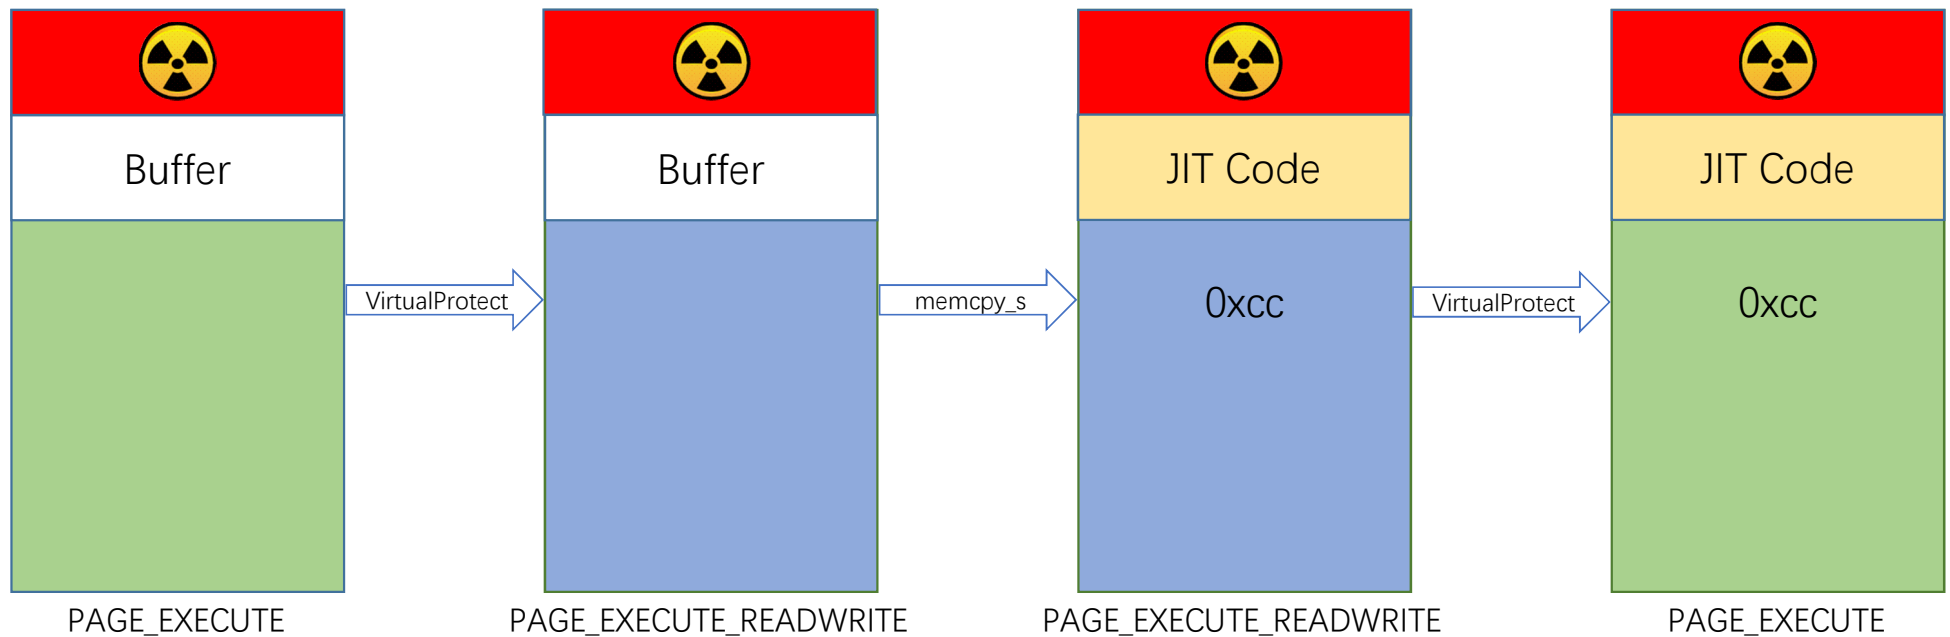 Buffer
Buffer
JIT Code
JIT Code
VirtualProtect
memcpy_s
0xcc
VirtualProtect
0xcc
PAGE_EXECUTE
PAGE_EXECUTE_READWRITE
PAGE_EXECUTE_READWRITE
PAGE_EXECUTE